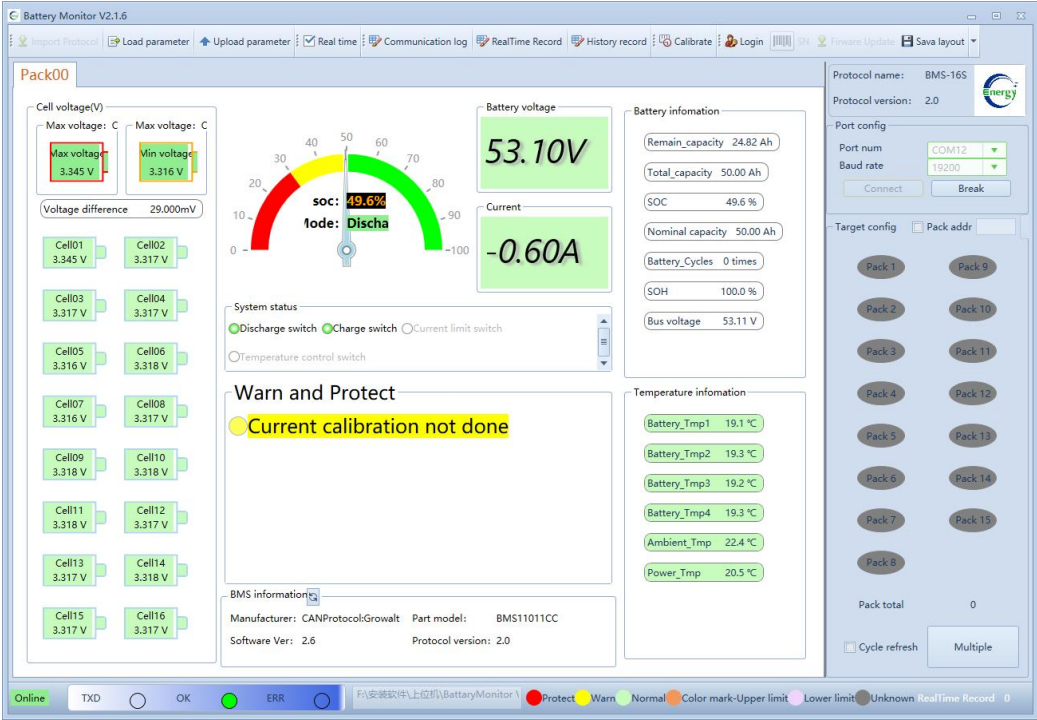 Battery Monitor V2.1.6
Import Protocol Load parameter Upload parameter Real time Communication log RealTime Record History record Calibrate Login SN Firware Update Sava layout
Pack00
Cell voltage(V)
Max voltage: C Max voltage: C
Max voltage
3.345 V
Min voltage
3.316 V
Voltage difference 29.000mV
Cell01
3.345 V
Cell02
3.317 V
Cell03
3.317 V
Cell04
3.317 V
Cell05
3.316 V
Cell06
3.318 V
Cell07
3.316 V
Cell08
3.317 V
Cell09
3.318 V
Cell10
3.318 V
Cell11
3.318 V
Cell12
3.317 V
Cell13
3.317 V
Cell14
3.318 V
Cell15
3.317 V
Cell16
3.317 V
0
10
20
30
40
50
60
70
80
90
100
soc: 49.6%
Mode: Discha
Battery voltage
53.10V
Current
-0.60A
System status
Discharge switch Charge switch Current limit switch
Temperature control switch
Warn and Protect
Current calibration not done
BMS information
Manufacturer: CANProtocol:Growalt Part model: BMS11011CC
Software Ver: 2.6 Protocol version: 2.0
Battery infomation
Remain_capacity 24.82 Ah
Total_capacity 50.00 Ah
SOC 49.6 %
Nominal capacity 50.00 Ah
Battery_Cycles 0 times
SOH 100.0 %
Bus voltage 53.11 V
Temperature infomation
Battery_Tmp1 19.1 ℃
Battery_Tmp2 19.3 ℃
Battery_Tmp3 19.2 ℃
Battery_Tmp4 19.3 ℃
Ambient_Tmp 22.4 ℃
Power_Tmp 20.5 ℃
Protocol name: BMS-16S
Protocol version: 2.0
Energy
Port config
Port num COM12
Baud rate 19200
Connect Break
Target config Pack addr
Pack 1 Pack 9
Pack 2 Pack 10
Pack 3 Pack 11
Pack 4 Pack 12
Pack 5 Pack 13
Pack 6 Pack 14
Pack 7 Pack 15
Pack 8
Pack total 0
Cycle refresh Multiple
Online TXD OK ERR F:\安装软件\上位机\BattaryMonitor \ Protect Warn Normal Color mark-Upper limit Lower limit Unknown RealTime Record 0